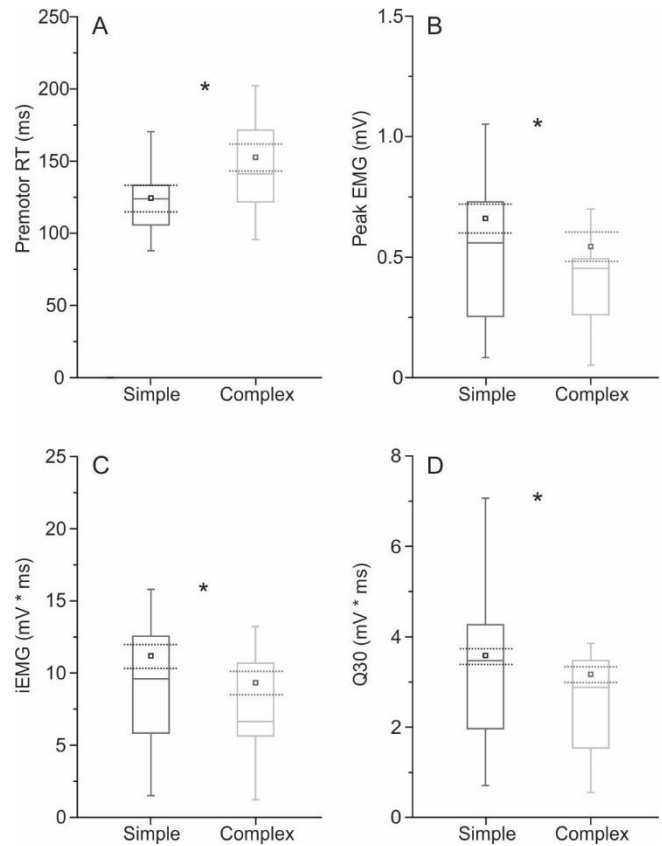 A
Premotor RT (ms)
250
200
150
100
50
0
*
Simple Complex
B
Peak EMG (mV)
1.5
1.0
0.5
0
*
Simple Complex
C
iEMG (mV * ms)
25
20
15
10
5
0
*
Simple Complex
D
Q30 (mV * ms)
8
6
4
2
0
*
Simple Complex